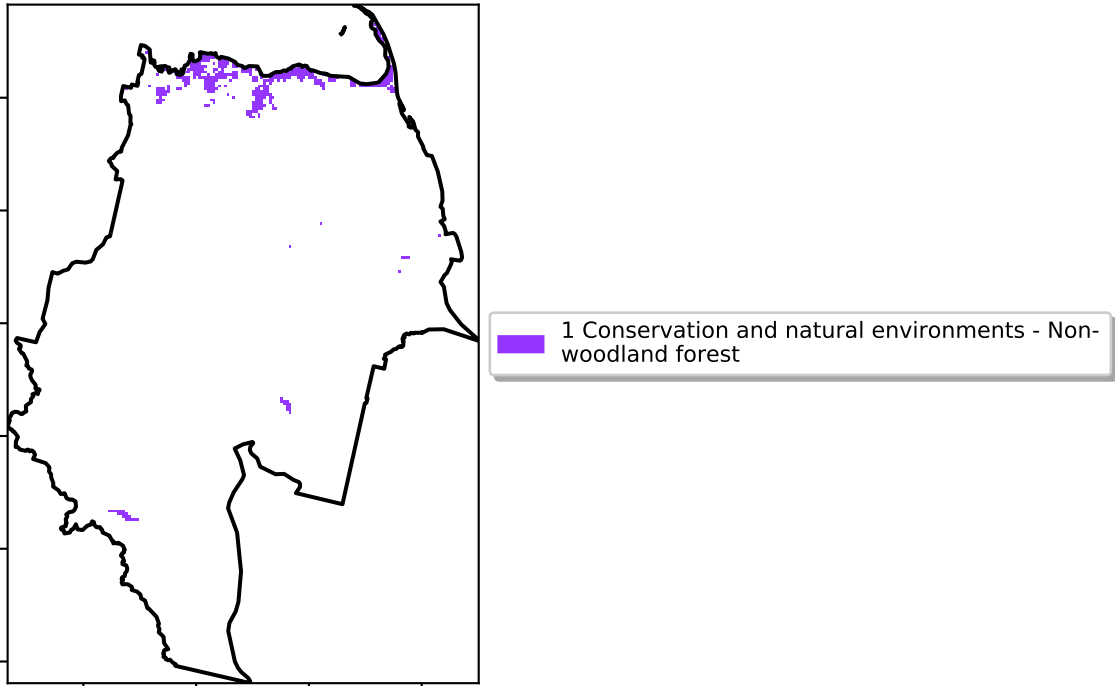 1 Conservation and natural environments - Non-
woodland forest